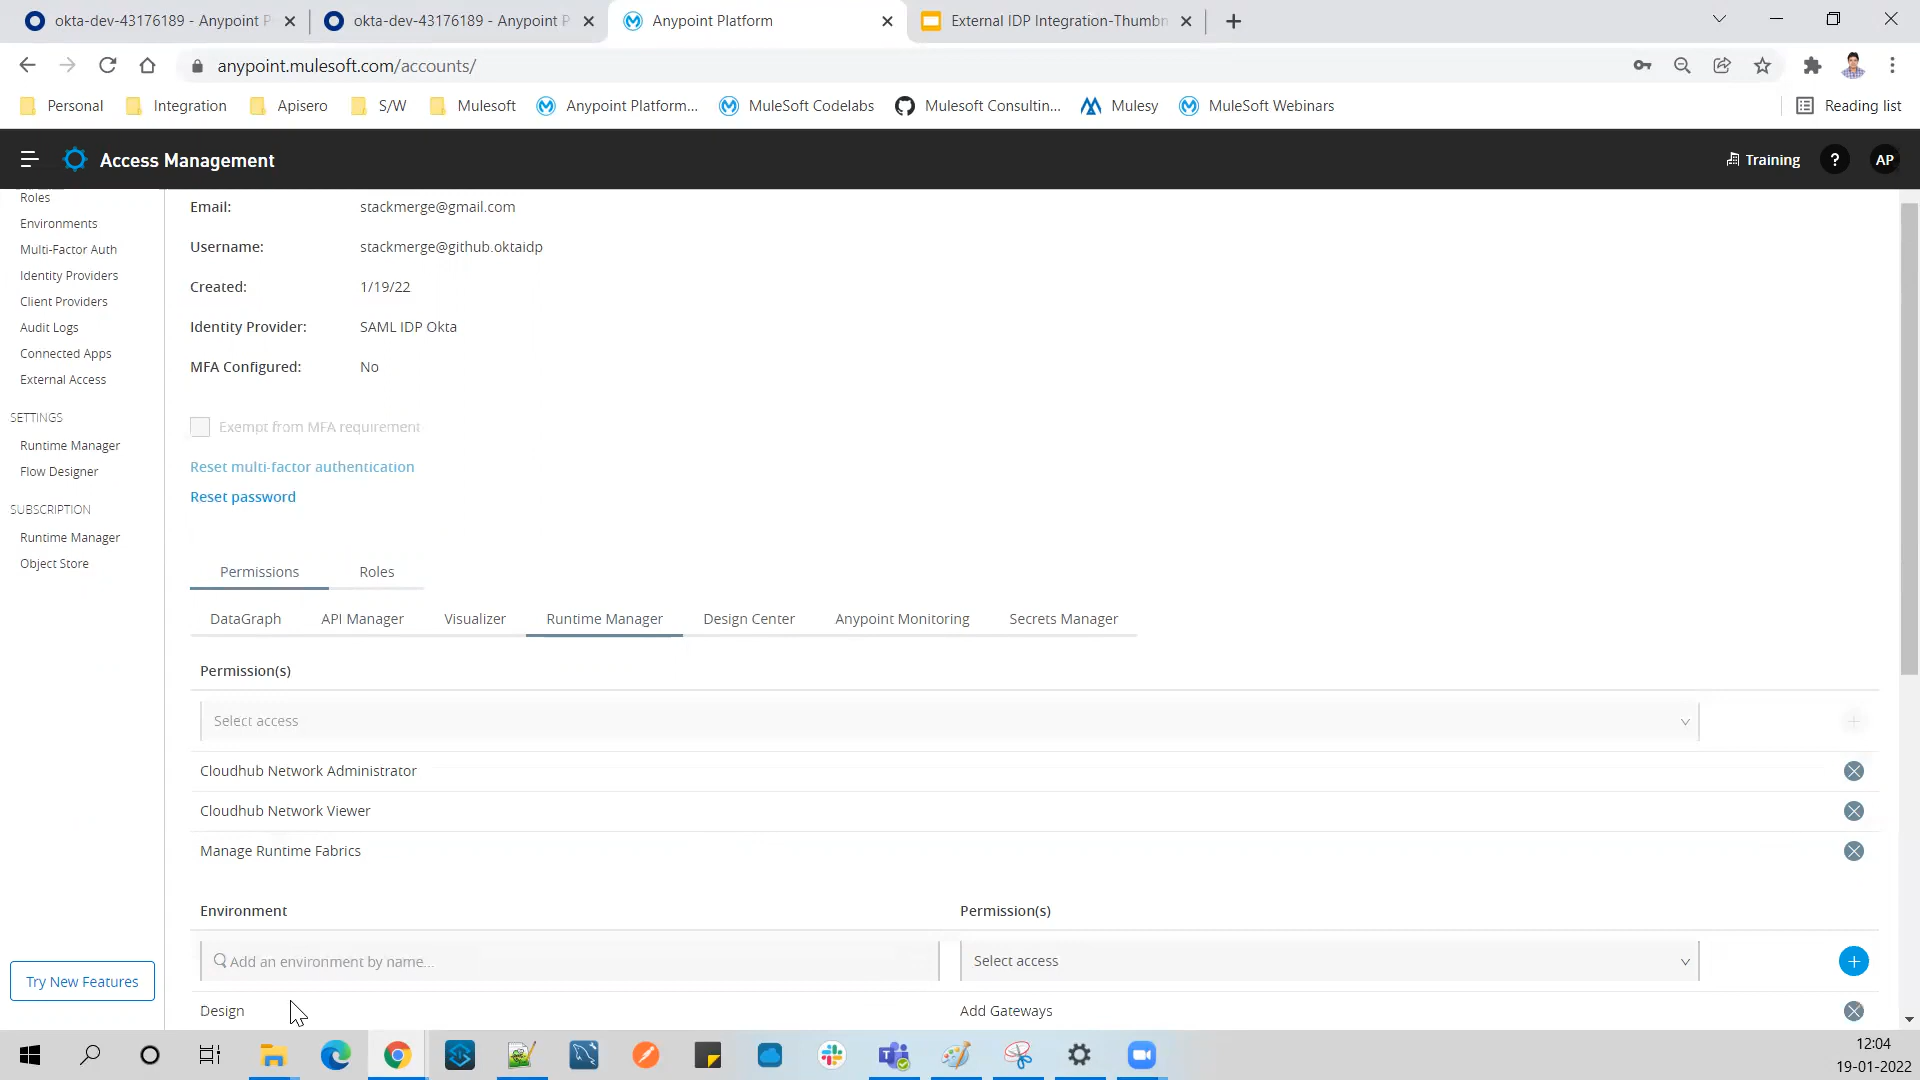 okta-dev-43176189 - Anypoint P
okta-dev-43176189 - Anypoint P
Anypoint Platform
External IDP Integration-Thumbn
anypoint.mulesoft.com/accounts/
Personal
Integration
Apisero
S/W
Mulesoft
Anypoint Platform...
MuleSoft Codelabs
Mulesoft Consultin...
Mulesy
MuleSoft Webinars
Reading list
Access Management
Training
?
AP
Roles
Environments
Multi-Factor Auth
Identity Providers
Client Providers
Audit Logs
Connected Apps
External Access
SETTINGS
Runtime Manager
Flow Designer
SUBSCRIPTION
Runtime Manager
Object Store
Try New Features
Email: stackmerge@gmail.com
Username: stackmerge@github.oktaidp
Created: 1/19/22
Identity Provider: SAML IDP Okta
MFA Configured: No
Exempt from MFA requirement
Reset multi-factor authentication
Reset password
Permissions Roles
DataGraph API Manager Visualizer Runtime Manager Design Center Anypoint Monitoring Secrets Manager
Permission(s)
Select access
Cloudhub Network Administrator
Cloudhub Network Viewer
Manage Runtime Fabrics
Environment Permission(s)
Add an environment by name... Select access
Design Add Gateways
12:04
19-01-2022